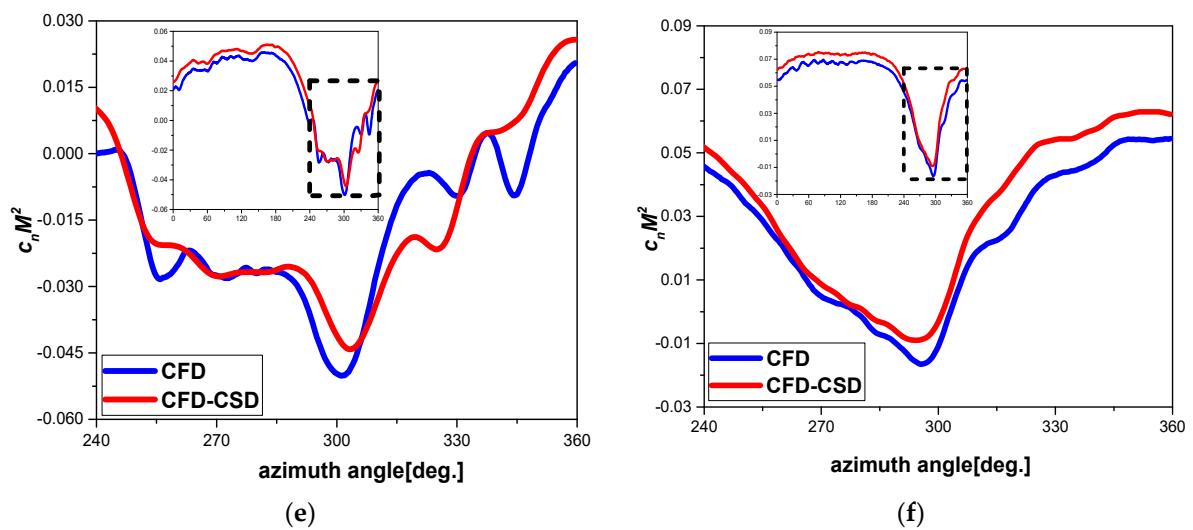 0.030
0.015
0.000
-0.015
-0.030
-0.045
-0.060
240 270 300 330 360
cₙM²
azimuth angle[deg.]
0.06
0.04
0.02
0.00
-0.02
-0.04
-0.06
0 60 120 180 240 300 360
CFD
CFD-CSD
(e)
0.09
0.07
0.05
0.03
0.01
-0.01
-0.03
240 270 300 330 360
cₙM²
azimuth angle[deg.]
0.09
0.07
0.05
0.03
0.01
-0.01
-0.03
0 60 120 180 240 300 360
CFD
CFD-CSD
(f)